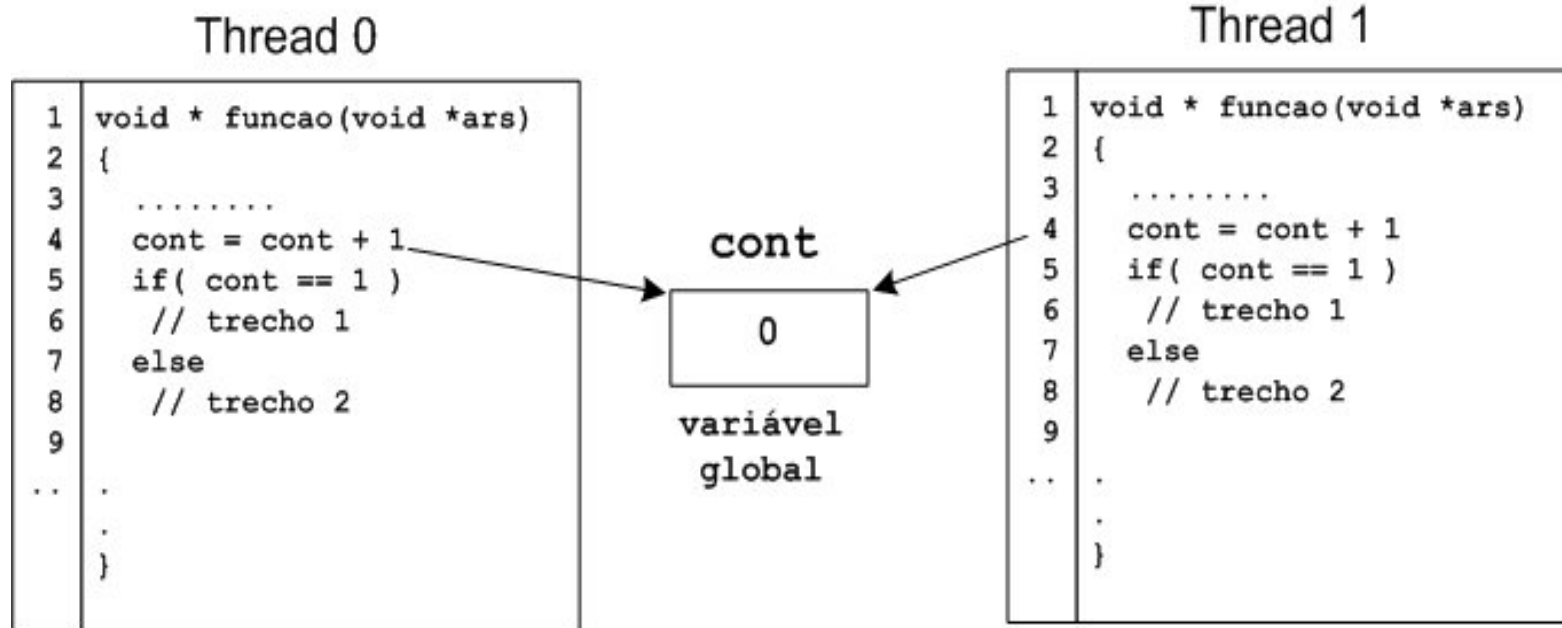 Thread 0
1 void * funcao(void *ars)
2 {
3 ........
4 cont = cont + 1
5 if( cont == 1 )
6 // trecho 1
7 else
8 // trecho 2
9
.. .
.
}
cont
0
variável
global
Thread 1
1 void * funcao(void *ars)
2 {
3 ........
4 cont = cont + 1
5 if( cont == 1 )
6 // trecho 1
7 else
8 // trecho 2
9
.. .
.
}